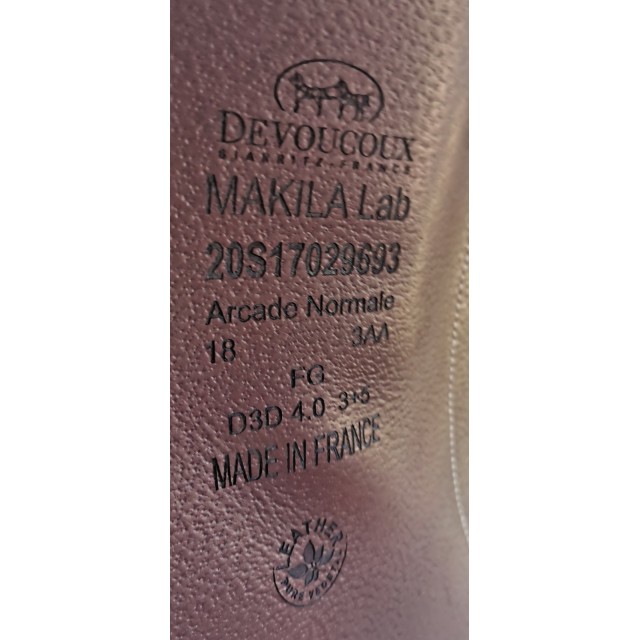 DEVOUCOUX
BIARRITZ-FRANCE
MAKILA Lab
20S17029693
Arcade Normale
18 3AA
FG
D3D 4.0 3+5
MADE IN FRANCE
LEATHER
PURE